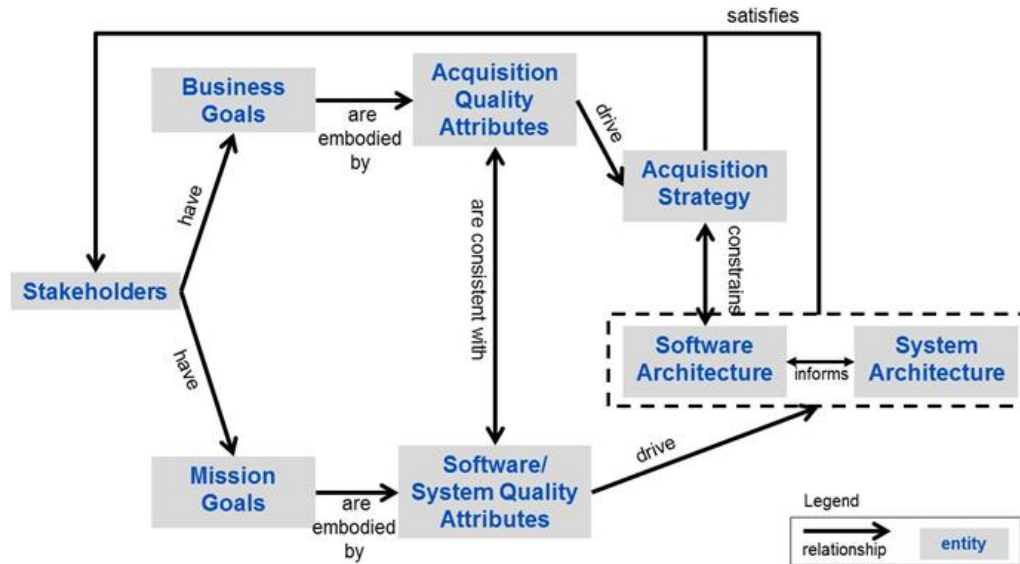 satisfies
Business
Goals
are
embodied
by
Acquisition
Quality
Attributes
drive
Acquisition
Strategy
have
Stakeholders
have
are consistent with
constrains
Software
Architecture
informs
System
Architecture
Mission
Goals
are
embodied
by
Software/
System Quality
Attributes
drive
Legend
relationship
entity